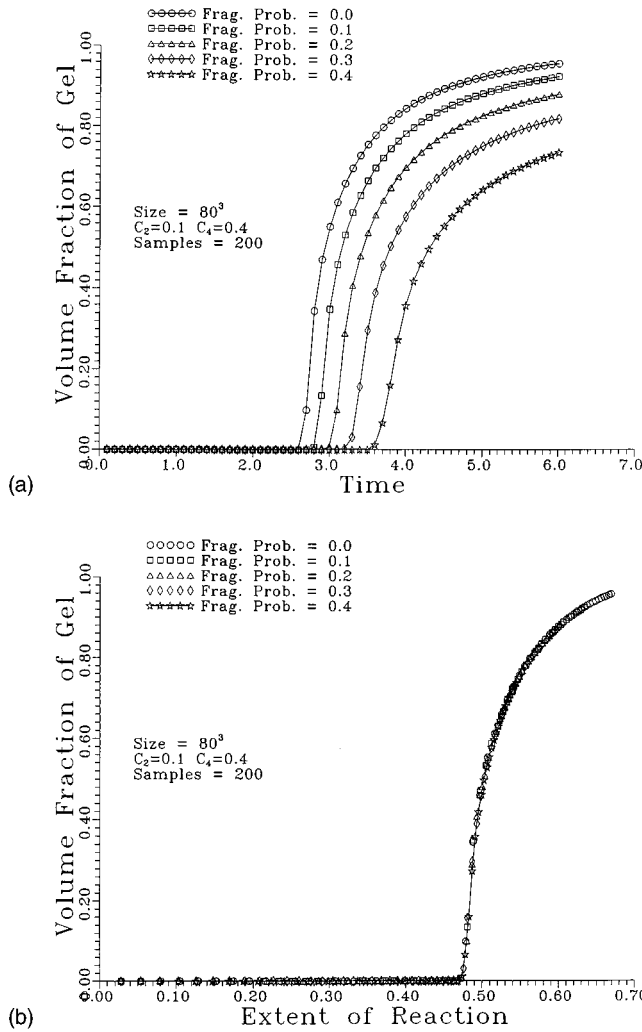 Frag. Prob. = 0.0
Frag. Prob. = 0.1
Frag. Prob. = 0.2
Frag. Prob. = 0.3
Frag. Prob. = 0.4
Volume Fraction of Gel
1.00
0.80
0.60
0.40
0.20
.00
Size = 80³
C₂=0.1 C₄=0.4
Samples = 200
0.0 1.0 2.0 3.0 4.0 5.0 6.0 7.0
Time
(a)
Frag. Prob. = 0.0
Frag. Prob. = 0.1
Frag. Prob. = 0.2
Frag. Prob. = 0.3
Frag. Prob. = 0.4
Volume Fraction of Gel
1.00
0.80
0.60
0.40
0.20
.00
Size = 80³
C₂=0.1 C₄=0.4
Samples = 200
0.00 0.10 0.20 0.30 0.40 0.50 0.60 0.70
Extent of Reaction
(b)